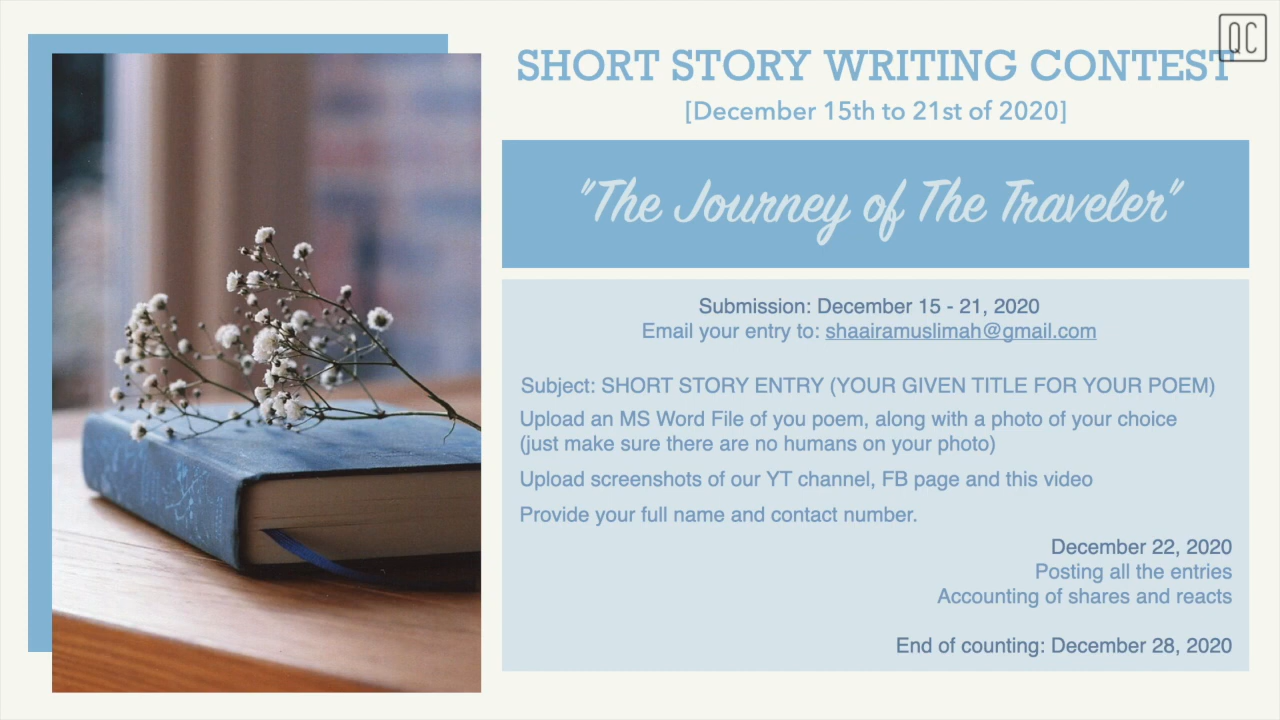 QC
SHORT STORY WRITING CONTEST
[December 15th to 21st of 2020]
"The Journey of The Traveler"
Submission: December 15 - 21, 2020
Email your entry to: shaairamuslimah@gmail.com
Subject: SHORT STORY ENTRY (YOUR GIVEN TITLE FOR YOUR POEM)
Upload an MS Word File of you poem, along with a photo of your choice
(just make sure there are no humans on your photo)
Upload screenshots of our YT channel, FB page and this video
Provide your full name and contact number.
December 22, 2020
Posting all the entries
Accounting of shares and reacts
End of counting: December 28, 2020